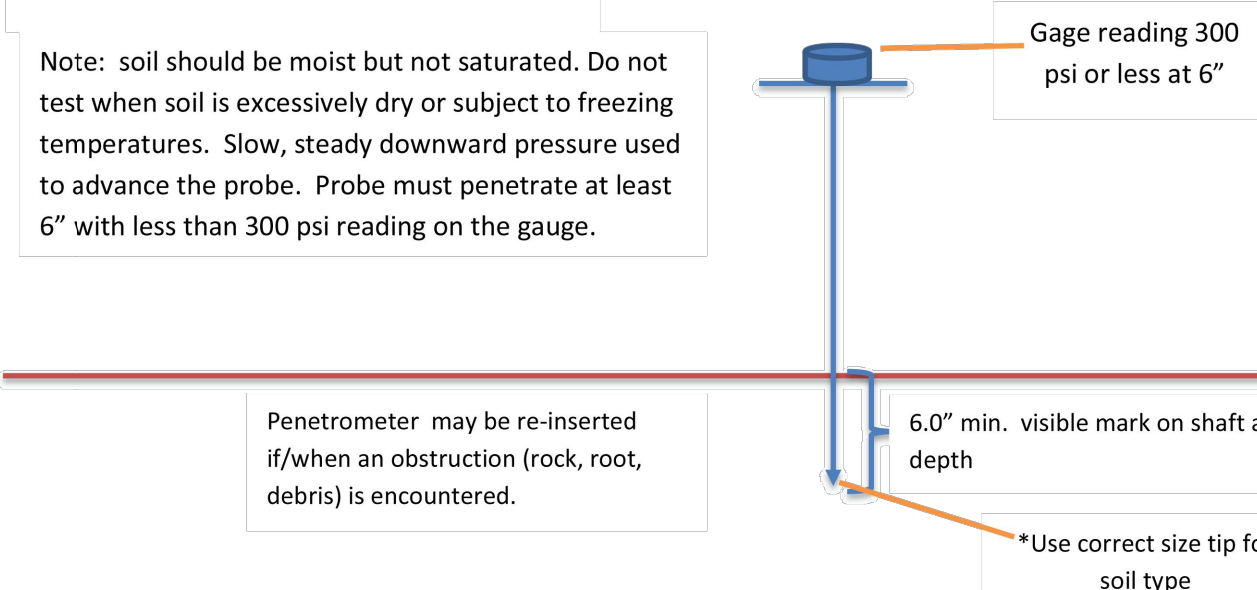 Note:  soil should be moist but not saturated. Do not
test when soil is excessively dry or subject to freezing
temperatures.  Slow, steady downward pressure used
to advance the probe.  Probe must penetrate at least
6” with less than 300 psi reading on the gauge.
Gage reading 300
psi or less at 6”
Penetrometer  may be re-inserted
if/when an obstruction (rock, root,
debris) is encountered.
6.0” min.  visible mark on shaft
depth
*Use correct size tip
soil type